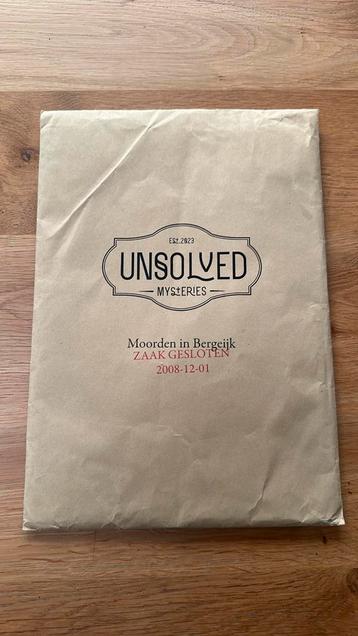 EST.2023
UNSOLVED
MYSTERIES
Moorden in Bergeijk
ZAAK GESLOTEN
2008-12-01